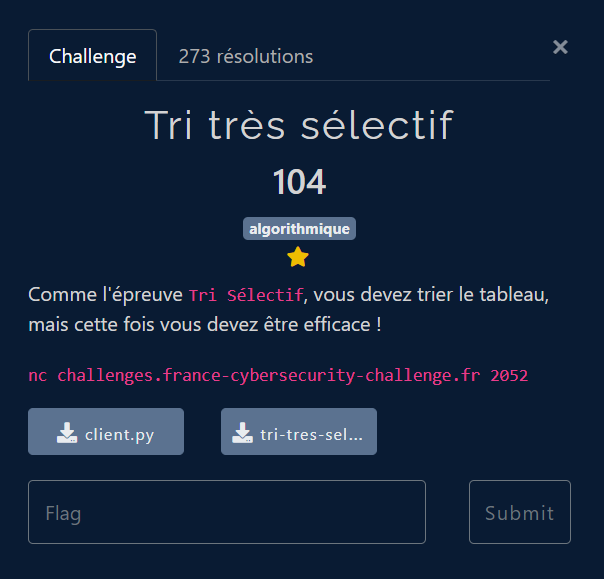 Challenge
273 résolutions
×
Tri très sélectif
104
algorithmique
Comme l'épreuve Tri Sélectif, vous devez trier le tableau,
mais cette fois vous devez être efficace !
nc challenges.france-cybersecurity-challenge.fr 2052
client.py
tri-tres-sel...
Flag
Submit